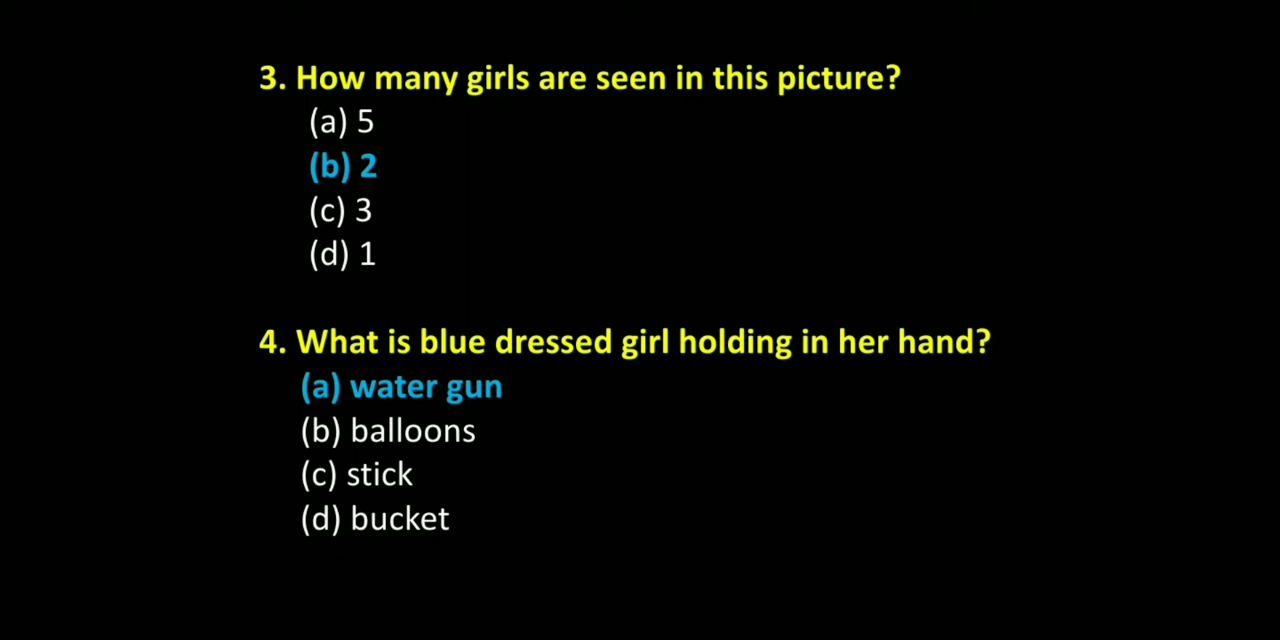 3. How many girls are seen in this picture?
(a) 5
(b) 2
(c) 3
(d) 1
4. What is blue dressed girl holding in her hand?
(a) water gun
(b) balloons
(c) stick
(d) bucket